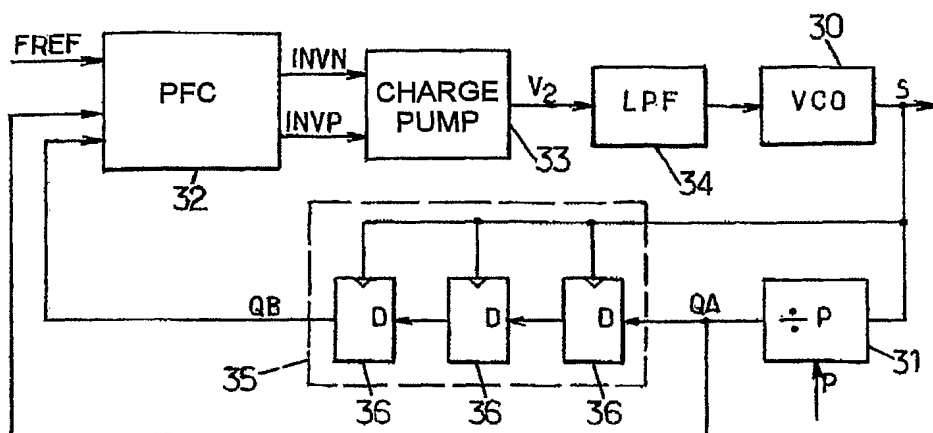 30
FREF
PFC
INVN
INVP
CHARGE
PUMP
V2
LPF
VCO
S
32
33
34
QB
D
D
D
QA
÷ P
31
P
35
36
36
36